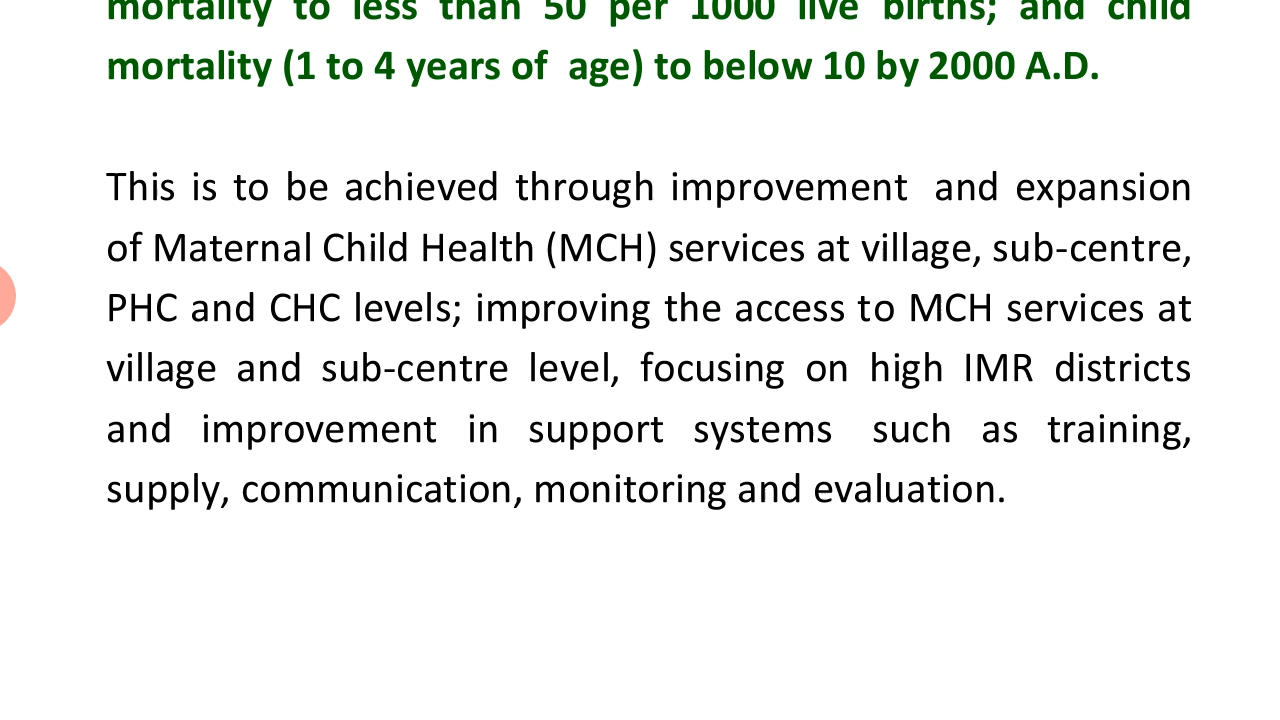 mortality to less than 50 per 1000 live births; and child
mortality (1 to 4 years of age) to below 10 by 2000 A.D.
This is to be achieved through improvement and expansion
of Maternal Child Health (MCH) services at village, sub-centre,
PHC and CHC levels; improving the access to MCH services at
village and sub-centre level, focusing on high IMR districts
and improvement in support systems such as training,
supply, communication, monitoring and evaluation.